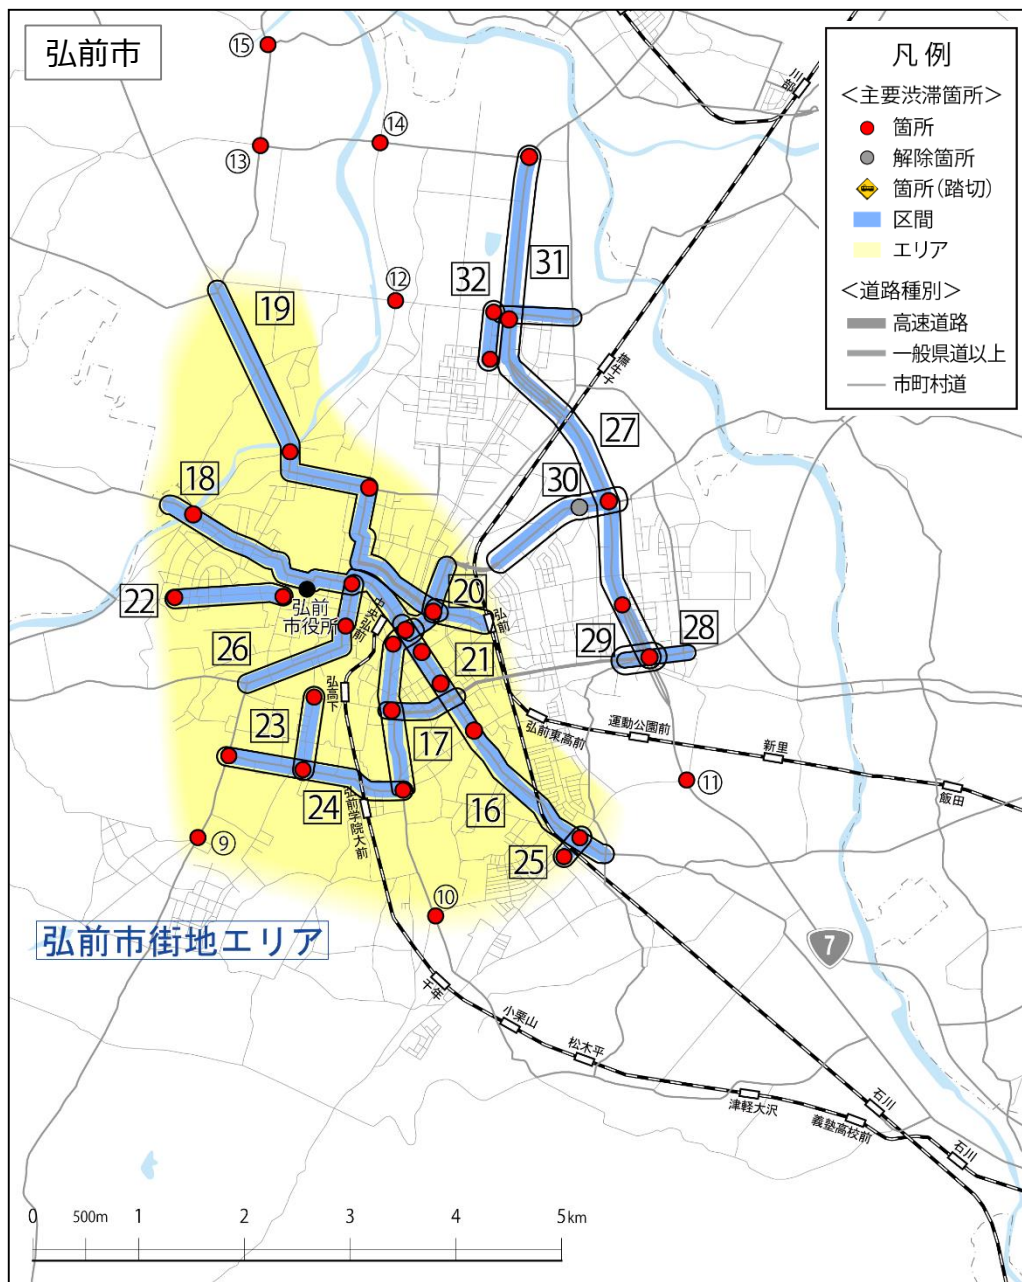 弘前市
凡例
＜主要渋滞箇所＞
箇所
解除箇所
箇所（踏切）
区間
エリア
＜道路種別＞
高速道路
一般県道以上
市町村道
川部
⑮
⑭
⑬
⑫
31
32
19
撫牛子
27
30
18
20
22
弘前
市役所
中央弘前
弘前
29
28
26
21
弘高下
23
17
弘前東高前
運動公園前
新里
飯田
⑪
24
弘前学院大前
16
25
⑨
⑩
弘前市街地エリア
7
千年
小栗山
松木平
津軽大沢
義塾高校前
石川
石川
0 500m 1 2 3 4 5km